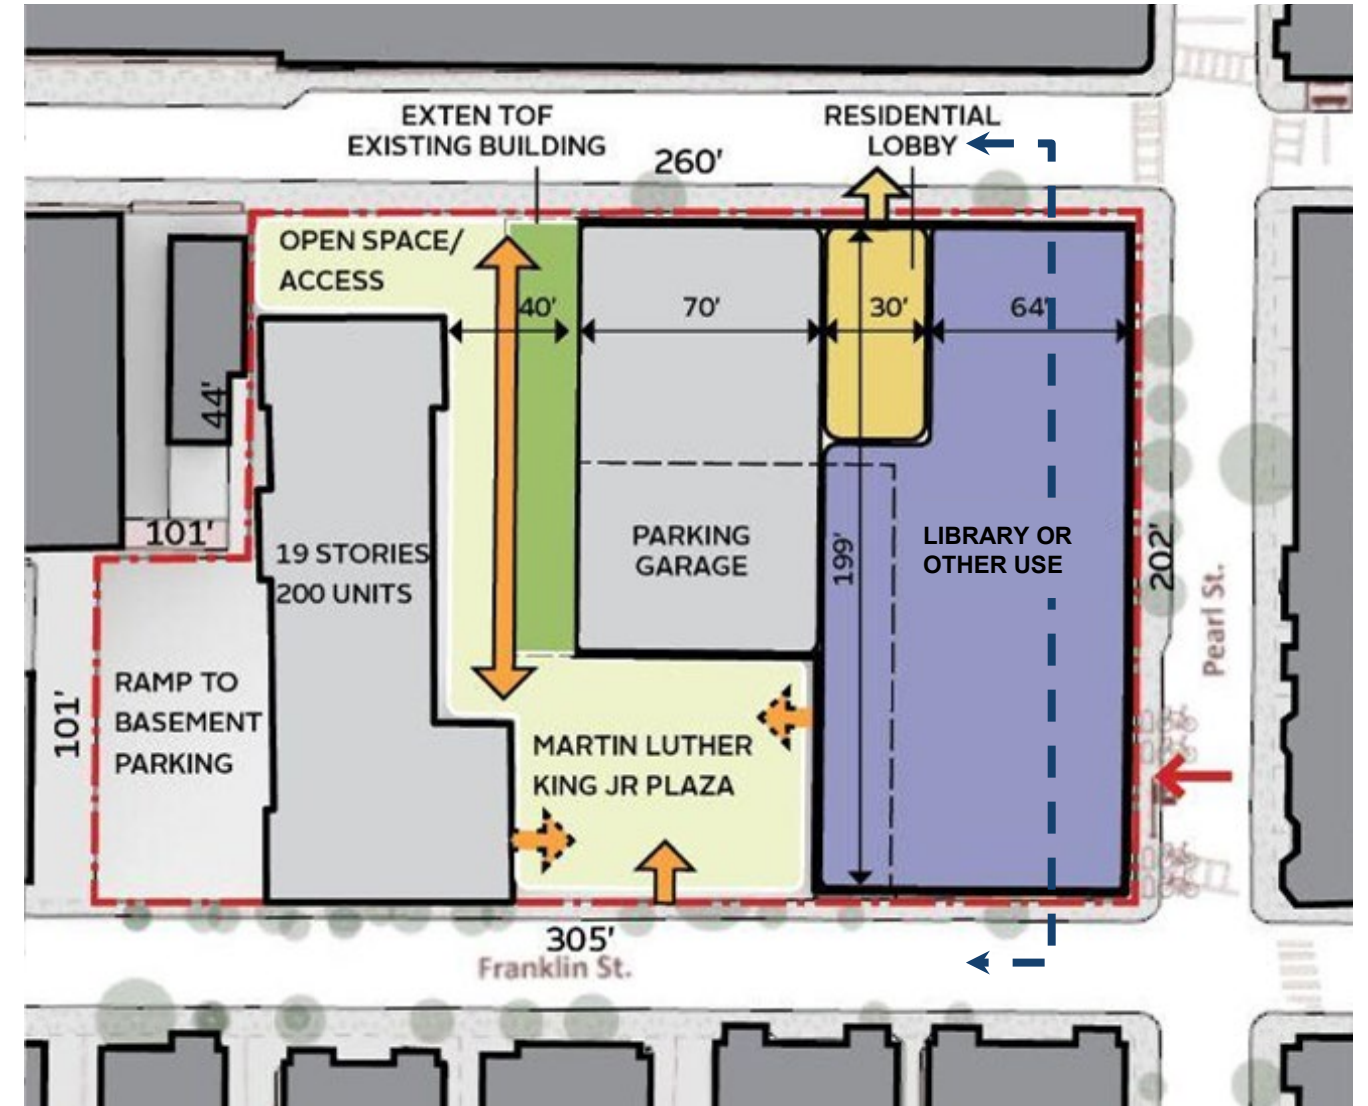 EXTEN TOF
EXISTING BUILDING
RESIDENTIAL
LOBBY
260'
OPEN SPACE/
ACCESS
40'
70'
30'
64'
44'
101'
19 STORIES
200 UNITS
PARKING
GARAGE
199'
LIBRARY OR
OTHER USE
202'
Pearl St.
RAMP TO
BASEMENT
PARKING
101'
MARTIN LUTHER
KING JR PLAZA
305'
Franklin St.